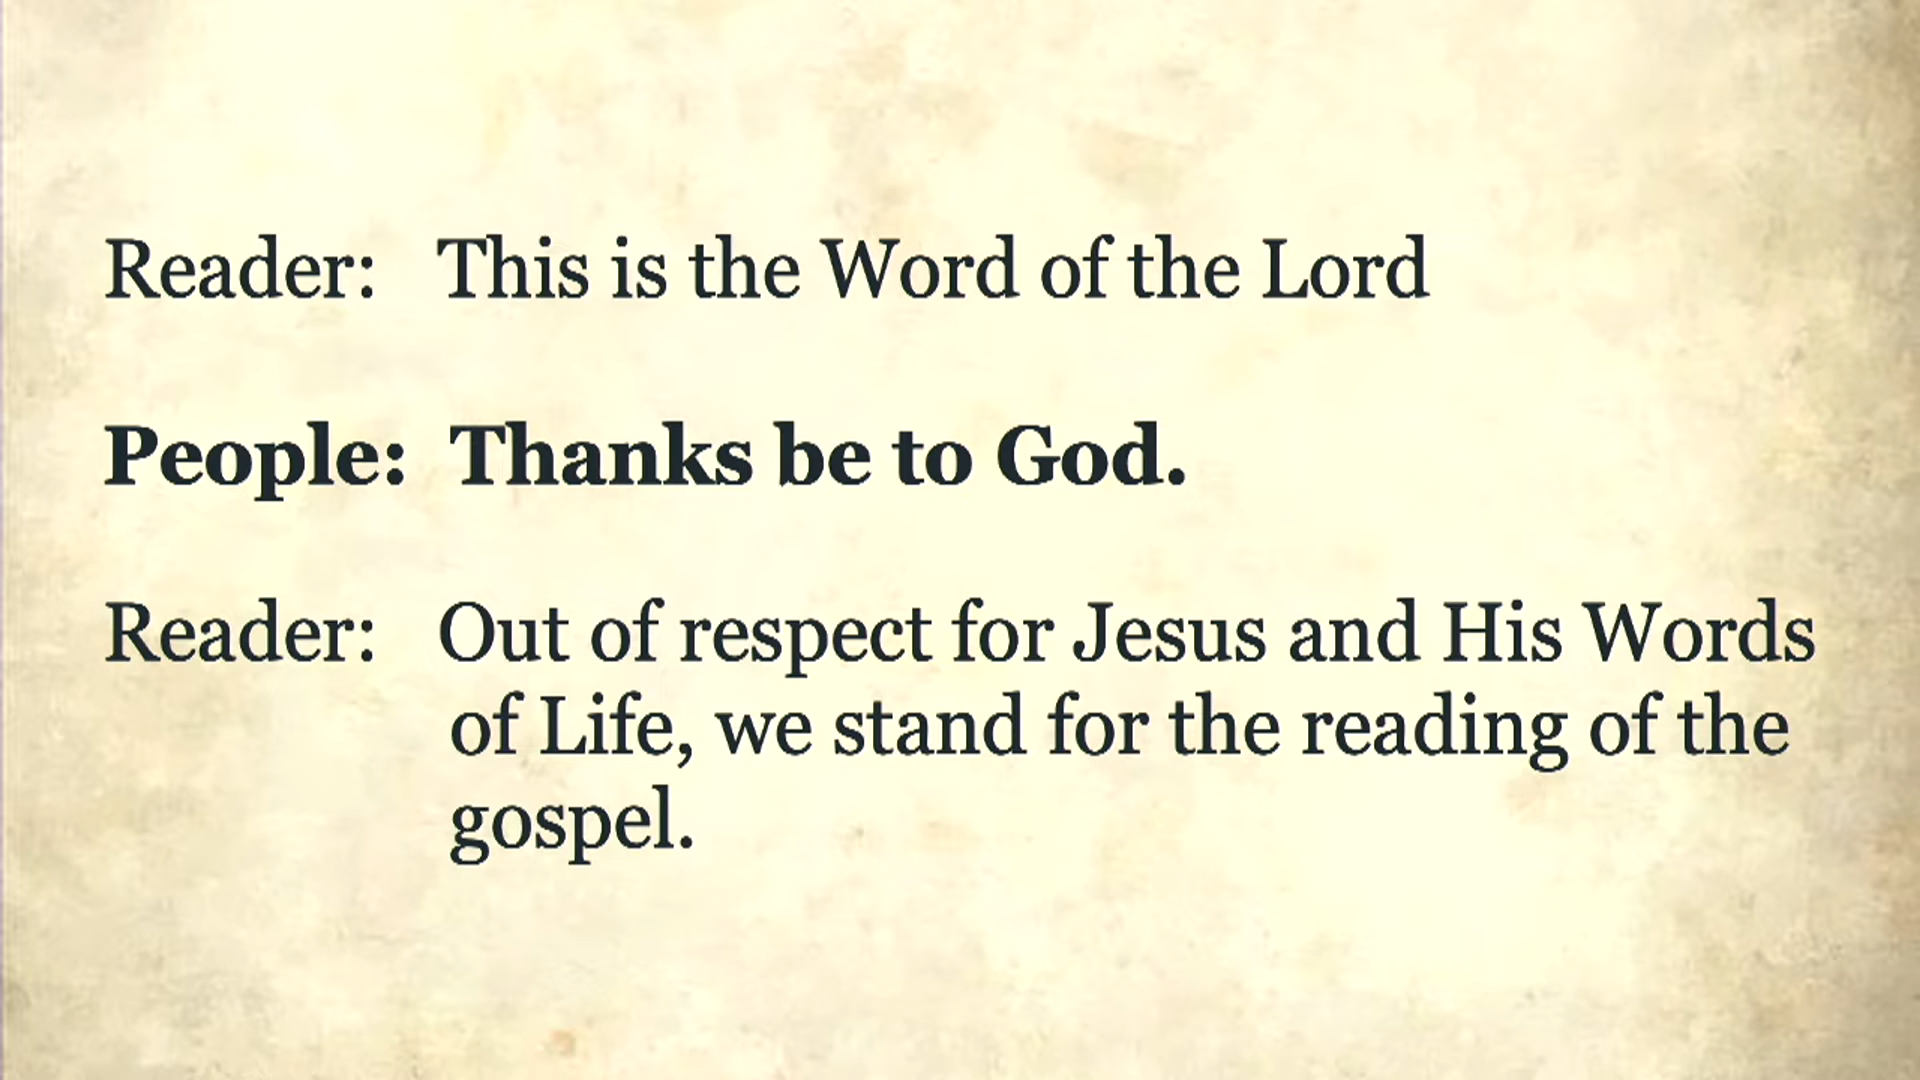 Reader: This is the Word of the Lord
People: Thanks be to God.
Reader: Out of respect for Jesus and His Words
of Life, we stand for the reading of the
gospel.